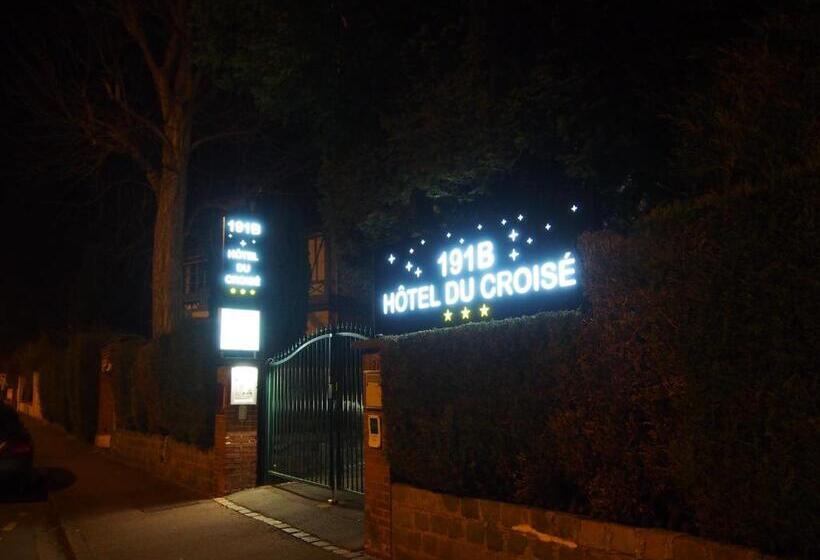 191B
HÔTEL
DU
CROISÉ
191B
HÔTEL DU CROISÉ